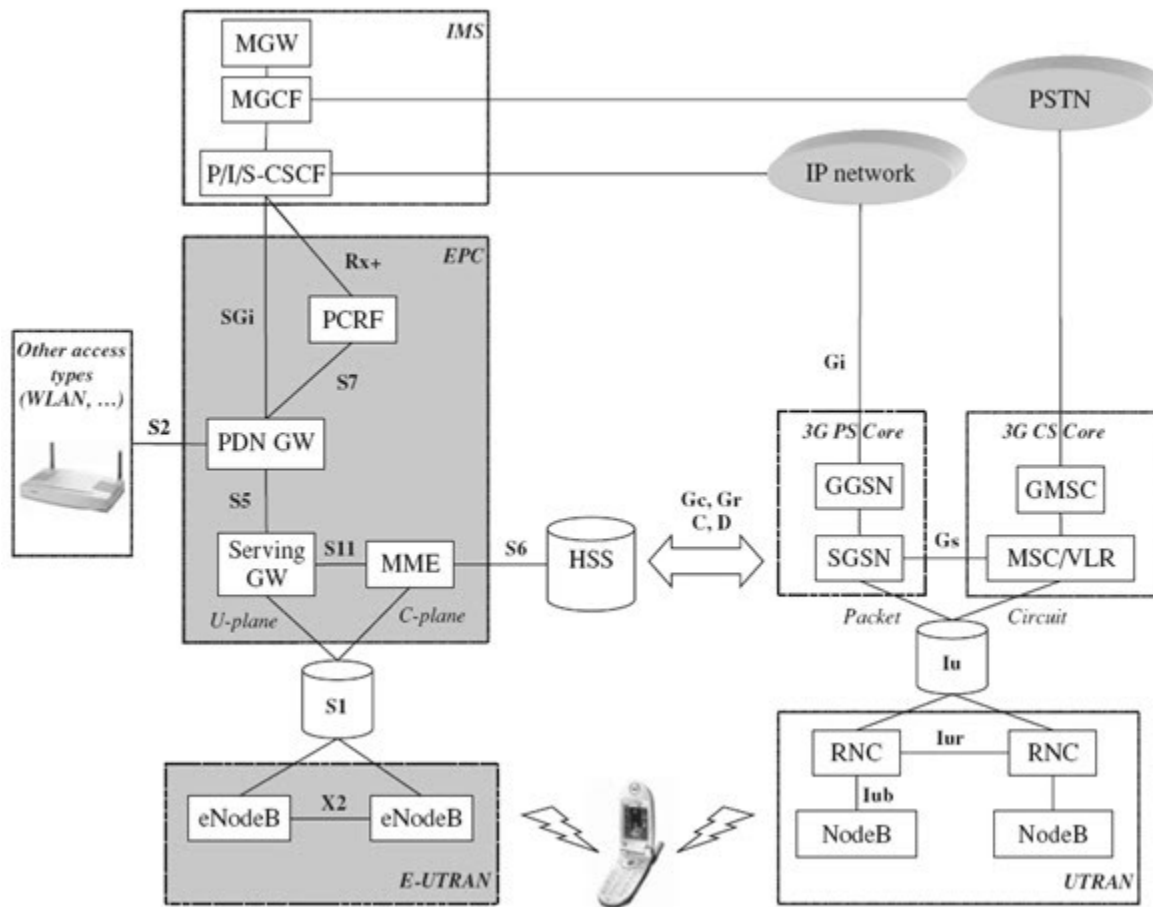 IMS
MGW
MGCF
P/I/S-CSCF
PSTN
IP network
EPC
Rx+
SGi
PCRF
S7
Gi
Other access
types
(WLAN, ...)
S2
PDN GW
S5
3G PS Core
3G CS Core
GGSN
GMSC
Gc, Gr
C, D
Serving
GW
S11
MME
S6
HSS
SGSN
Gs
MSC/VLR
U-plane
C-plane
Packet
Circuit
S1
Iu
RNC
Iur
RNC
Iub
eNodeB
X2
eNodeB
NodeB
NodeB
E-UTRAN
UTRAN